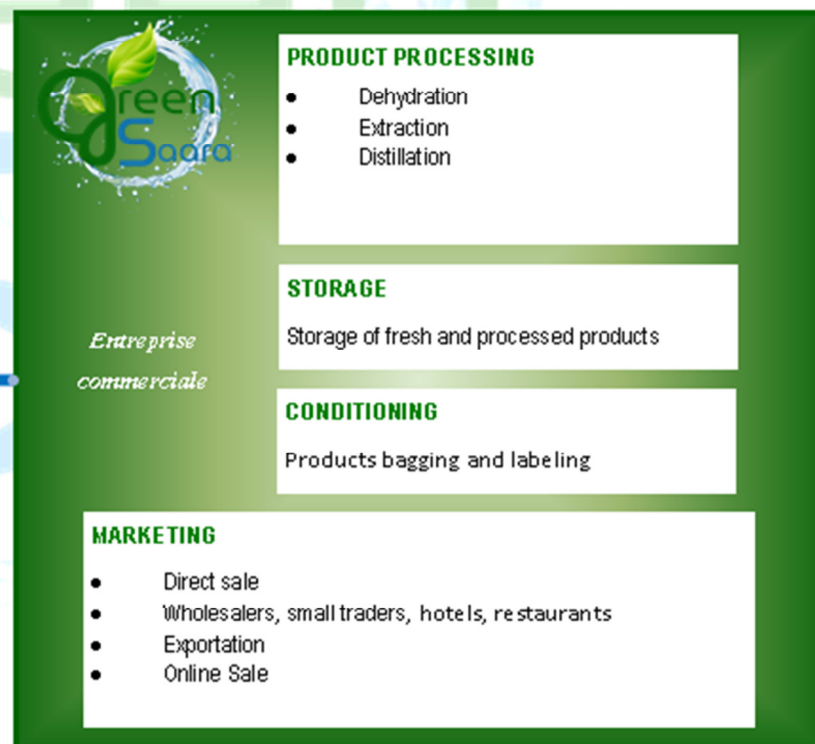 Green
Saara
PRODUCT PROCESSING
● Dehydration
● Extraction
● Distillation
STORAGE
Storage of fresh and processed products
Entreprise
commerciale
CONDITIONING
Products bagging and labeling
MARKETING
● Direct sale
● Wholesalers, small traders, hotels, restaurants
● Exportation
● Online Sale